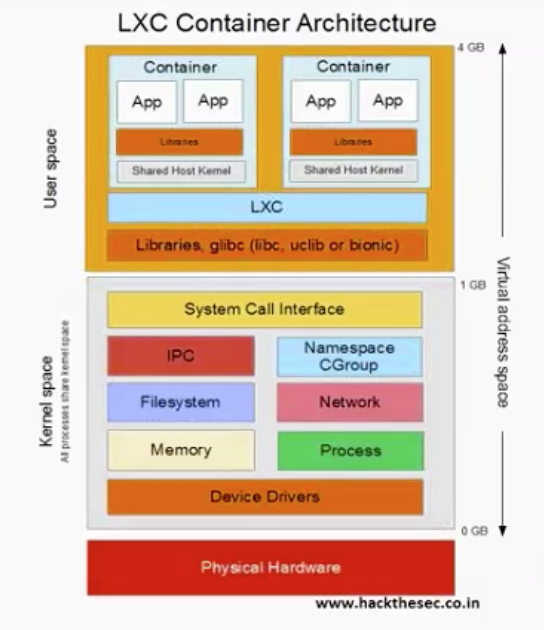 LXC Container Architecture
4 GB
Container
App
App
Libraries
Shared Host Kernel
Container
App
App
Libraries
Shared Host Kernel
LXC
Libraries, glibc (libc, uclib or bionic)
User space
1 GB
System Call Interface
IPC
Namespace
CGroup
Filesystem
Network
Memory
Process
Device Drivers
Kernel space
All processes share kernel space
0 GB
Virtual address space
Physical Hardware
www.hackthesec.co.in